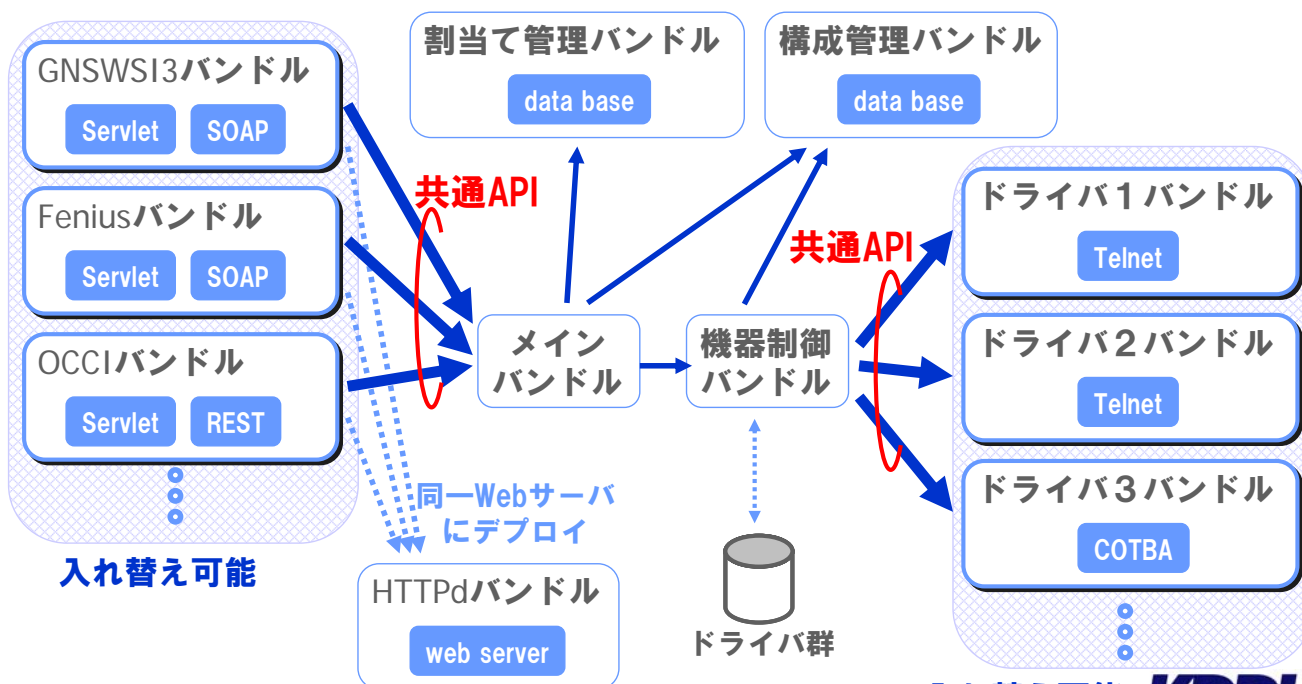 GNSWSI3バンドル
Servlet SOAP
Feniusバンドル
Servlet SOAP
OCCIバンドル
Servlet REST
入れ替え可能
割当て管理バンドル
data base
構成管理バンドル
data base
共通API
メイン
バンドル
機器制御
バンドル
共通API
同一Webサーバ
にデプロイ
HTTPdバンドル
web server
ドライバ群
ドライバ1バンドル
Telnet
ドライバ2バンドル
Telnet
ドライバ3バンドル
COTBA